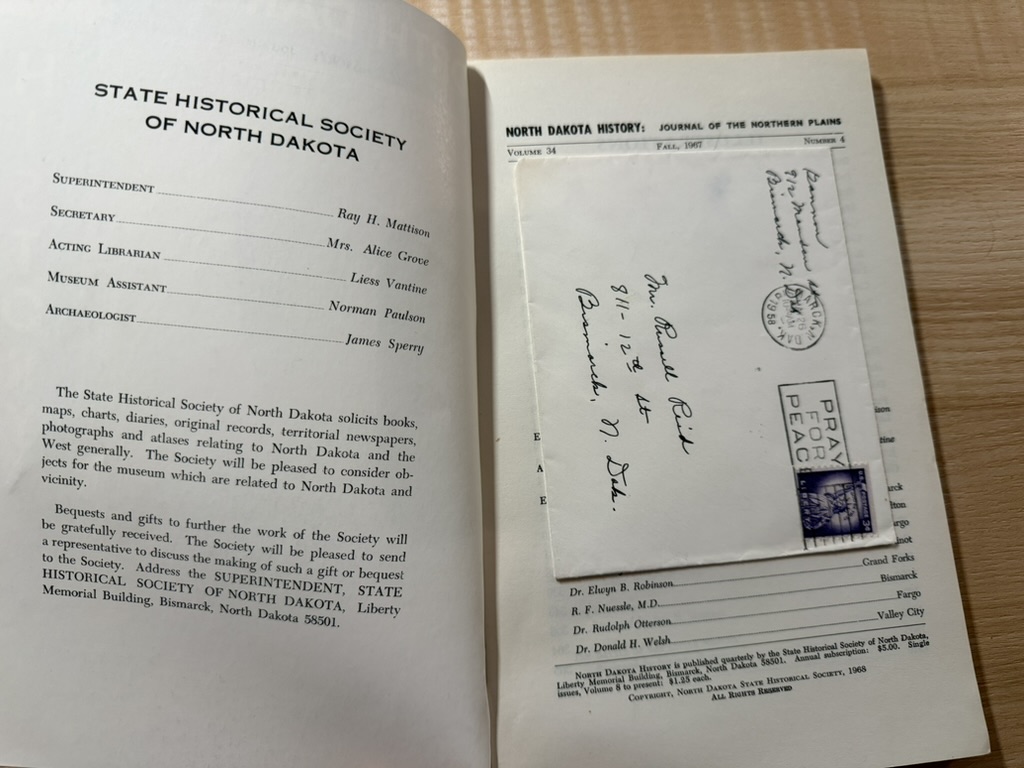 STATE HISTORICAL SOCIETY
OF NORTH DAKOTA
SUPERINTENDENT Ray H. Mattison
SECRETARY Mrs. Alice Grove
ACTING LIBRARIAN Liess Vantine
MUSEUM ASSISTANT Norman Paulson
ARCHAEOLOGIST James Sperry
The State Historical Society of North Dakota solicits books,
maps, charts, diaries, original records, territorial newspapers,
photographs and atlases relating to North Dakota and the
West generally. The Society will be pleased to consider ob-
jects for the museum which are related to North Dakota and
vicinity.
Bequests and gifts to further the work of the Society will
be gratefully received. The Society will be pleased to send
a representative to discuss the making of such a gift or bequest
to the Society. Address the SUPERINTENDENT, STATE
HISTORICAL SOCIETY OF NORTH DAKOTA, Liberty
Memorial Building, Bismarck, North Dakota 58501.
NORTH DAKOTA HISTORY: JOURNAL OF THE NORTHERN PLAINS
VOLUME 34 FALL, 1967 NUMBER 4
912 Mandan St
Bismarck, N. Dak
1958
PRAY
FOR
PEACE
LIBERTY
Mr. Russell Reid
811-12th St
Bismarck, N. Dak.
Grand Forks
Dr. Elwyn B. Robinson Bismarck
R. F. Nuessle, M.D. Fargo
Dr. Rudolph Otterson Valley City
Dr. Donald H. Welsh
NORTH DAKOTA HISTORY is published quarterly by the State Historical Society of North Dakota,
Liberty Memorial Building, Bismarck, North Dakota 58501. Annual subscription: $5.00. Single
issues, Volume 8 to present: $1.25 each.
COPYRIGHT, NORTH DAKOTA STATE HISTORICAL SOCIETY, 1968
ALL RIGHTS RESERVED